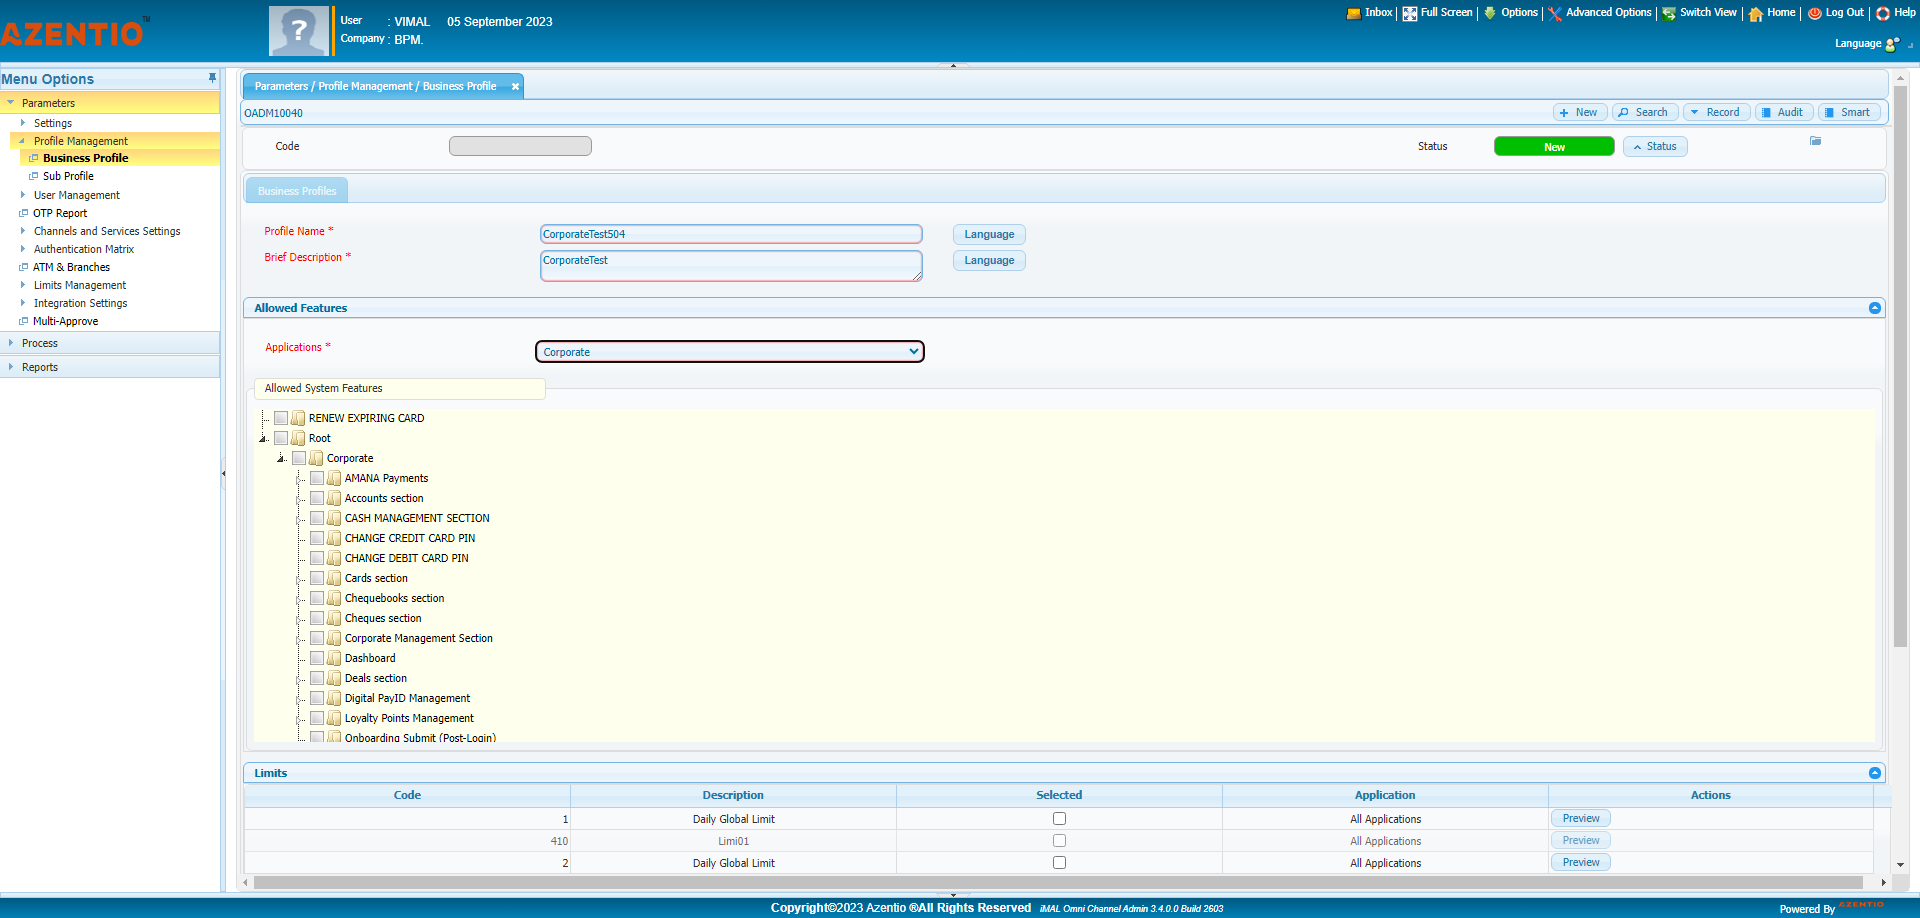 AZENTIO™
User : VIMAL 05 September 2023
Company : BPM.
Inbox Full Screen Options Advanced Options Switch View Home Log Out Help
Language
Menu Options
Parameters
Settings
Profile Management
Business Profile
Sub Profile
User Management
OTP Report
Channels and Services Settings
Authentication Matrix
ATM & Branches
Limits Management
Integration Settings
Multi-Approve
Process
Reports
Parameters / Profile Management / Business Profile
OADM10040
New Search Record Audit Smart
Code
Status New Status
Business Profiles
Profile Name * CorporateTest504 Language
Brief Description * CorporateTest Language
Allowed Features
Applications * Corporate
Allowed System Features
RENEW EXPIRING CARD
Root
Corporate
AMANA Payments
Accounts section
CASH MANAGEMENT SECTION
CHANGE CREDIT CARD PIN
CHANGE DEBIT CARD PIN
Cards section
Chequebooks section
Cheques section
Corporate Management Section
Dashboard
Deals section
Digital PayID Management
Loyalty Points Management
Onboarding Submit (Post-Login)
Limits
Code Description Selected Application Actions
1 Daily Global Limit All Applications Preview
410 Limi01 All Applications Preview
2 Daily Global Limit All Applications Preview
Copyright©2023 Azentio ®All Rights Reserved iMAL Omni Channel Admin 3.4.0.0 Build 2603
Powered By AZENTIO